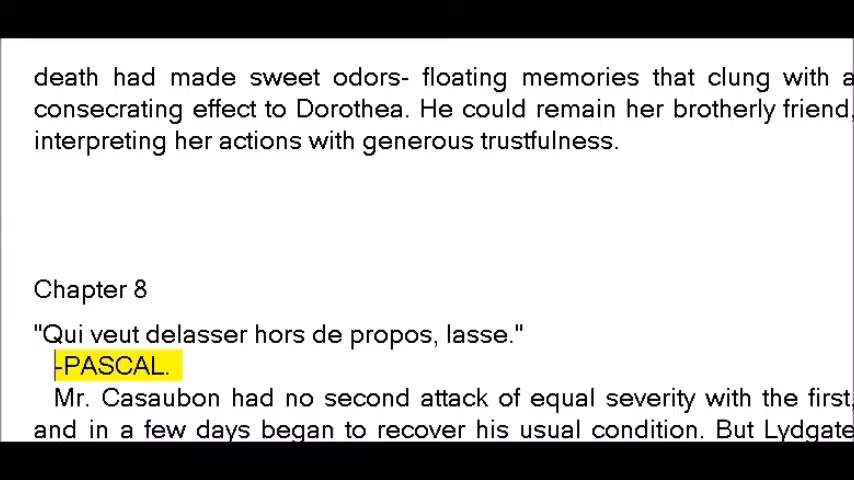 death had made sweet odors- floating memories that clung with a
consecrating effect to Dorothea. He could remain her brotherly friend,
interpreting her actions with generous trustfulness.
Chapter 8
"Qui veut delasser hors de propos, lasse."
-PASCAL.
Mr. Casaubon had no second attack of equal severity with the first,
and in a few days began to recover his usual condition. But Lydgate